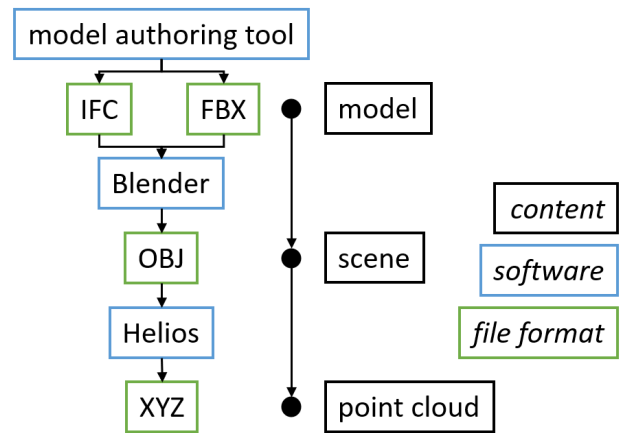 model authoring tool
IFC
FBX
model
Blender
content
OBJ
scene
software
Helios
file format
XYZ
point cloud